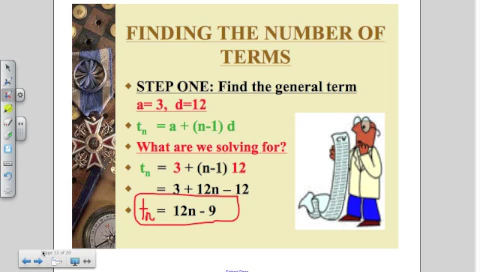 FINDING THE NUMBER OF
TERMS
STEP ONE: Find the general term
a= 3, d=12
tn = a + (n-1) d
What are we solving for?
tn = 3 + (n-1) 12
= 3 + 12n – 12
tn = 12n - 9